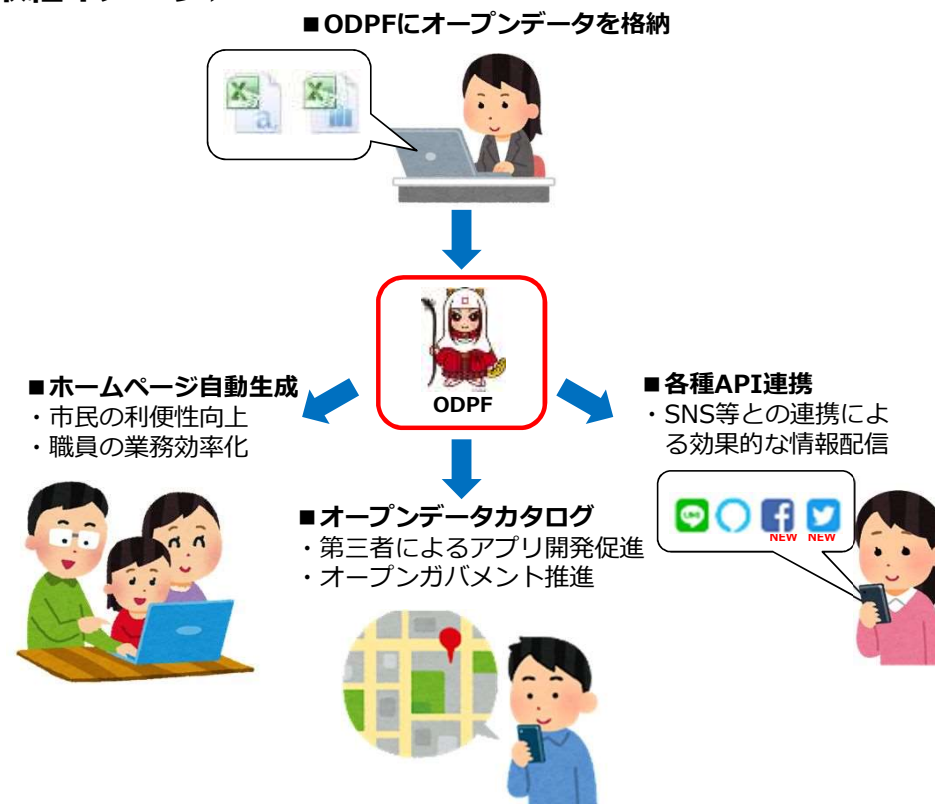 ■ODPFにオープンデータを格納
ODPF
■ホームページ自動生成
・市民の利便性向上
・職員の業務効率化
■各種API連携
・SNS等との連携によ
る効果的な情報配信
LINE
NEW NEW
■オープンデータカタログ
・第三者によるアプリ開発促進
・オープンガバメント推進